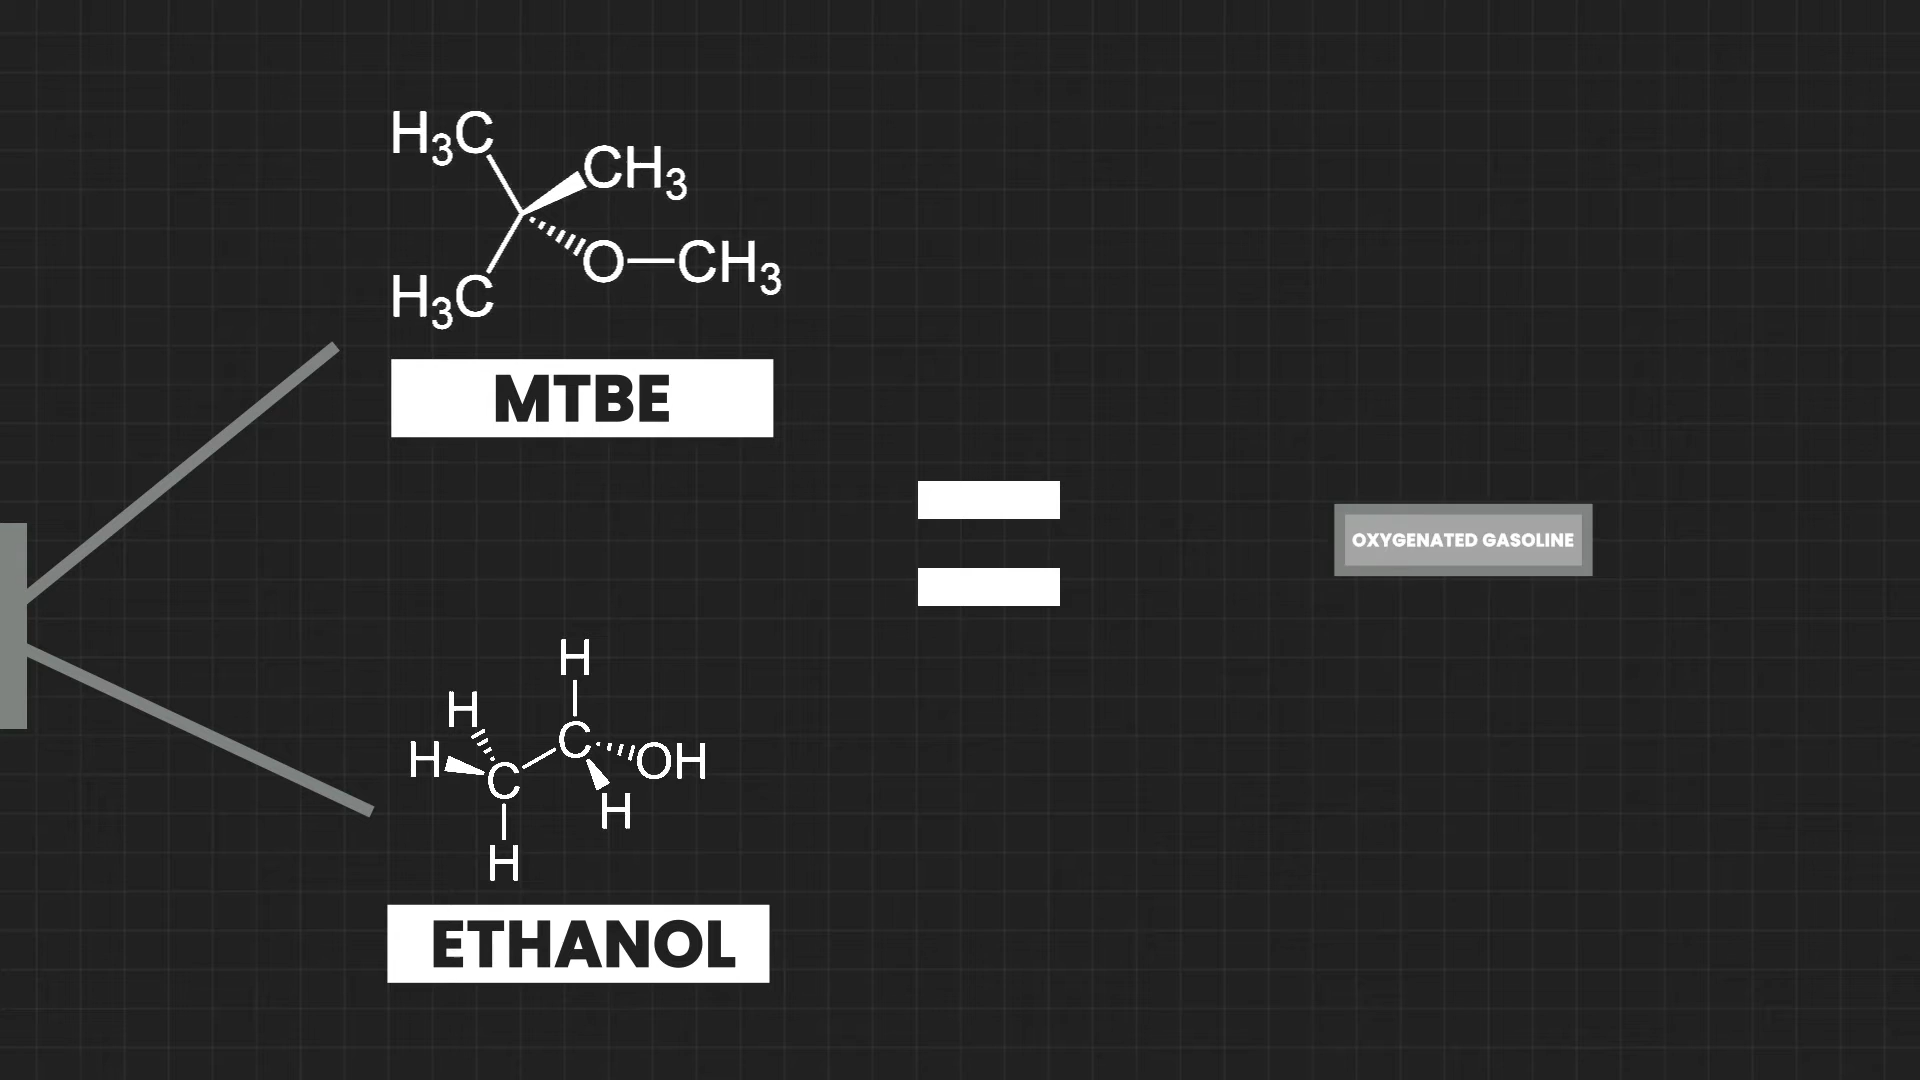 H₃C
CH₃
O—CH₃
H₃C
MTBE
OXYGENATED GASOLINE
H
H
C
OH
H
C
H
H
ETHANOL